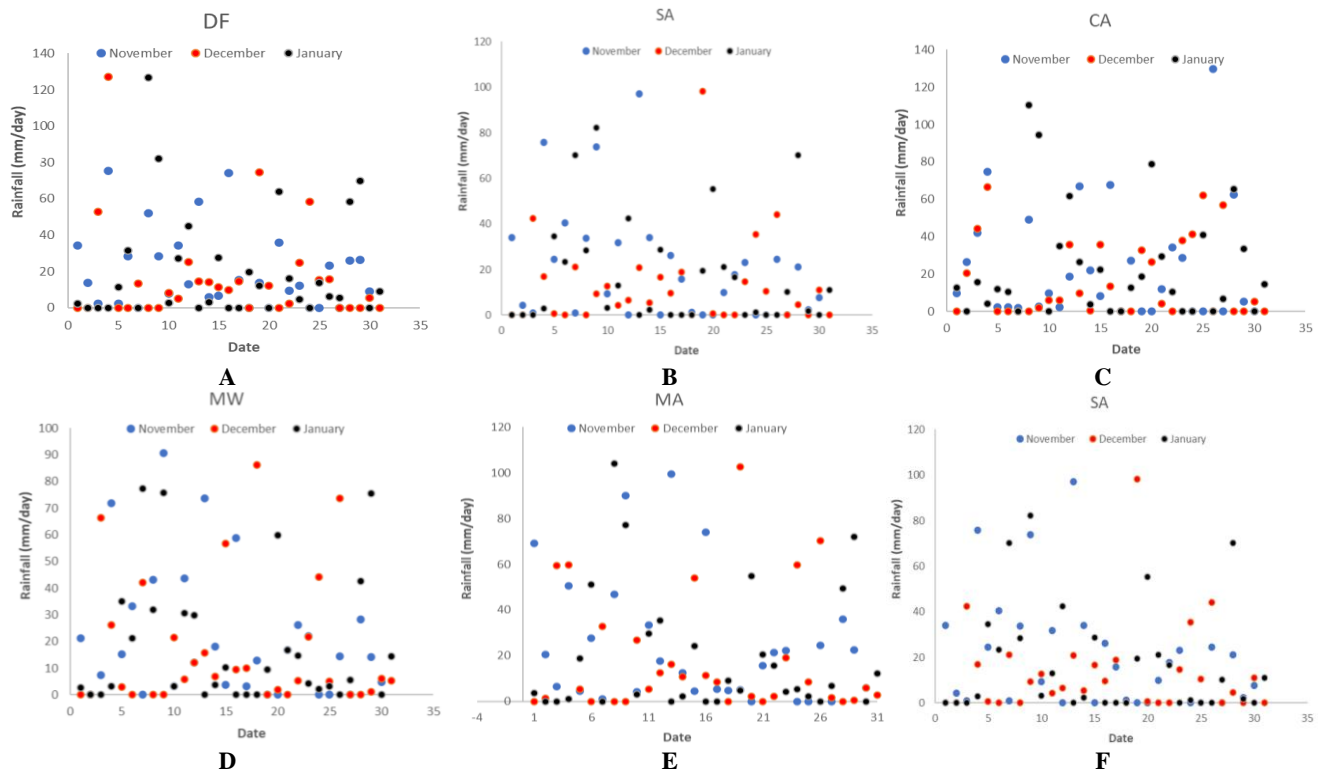 DF
November December January
Rainfall (mm/day)
140
120
100
80
60
40
20
0
0 5 10 15 20 25 30 35
Date
A
SA
November December January
Rainfall (mm/day)
120
100
80
60
40
20
0
0 5 10 15 20 25 30 35
Date
B
CA
November December January
Rainfall (mm/day)
140
120
100
80
60
40
20
0
0 5 10 15 20 25 30 35
Date
C
MW
November December January
Rainfall (mm/day)
100
90
80
70
60
50
40
30
20
10
0
0 5 10 15 20 25 30 35
Date
D
MA
November December January
Rainfall (mm/day)
120
100
80
60
40
20
0
-4 1 6 11 16 21 26 31
Date
E
SA
November December January
Rainfall (mm/day)
120
100
80
60
40
20
0
0 5 10 15 20 25 30 35
Date
F